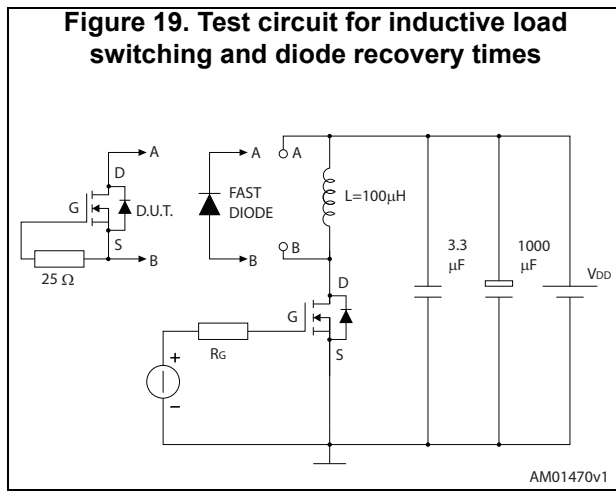 Figure 19. Test circuit for inductive load
switching and diode recovery times
A
D
G
D.U.T.
S
B
25 Ω
A
FAST
DIODE
B
A
B
L=100μH
D
G
S
RG
+
–
3.3
μF
1000
μF
VDD
AM01470v1